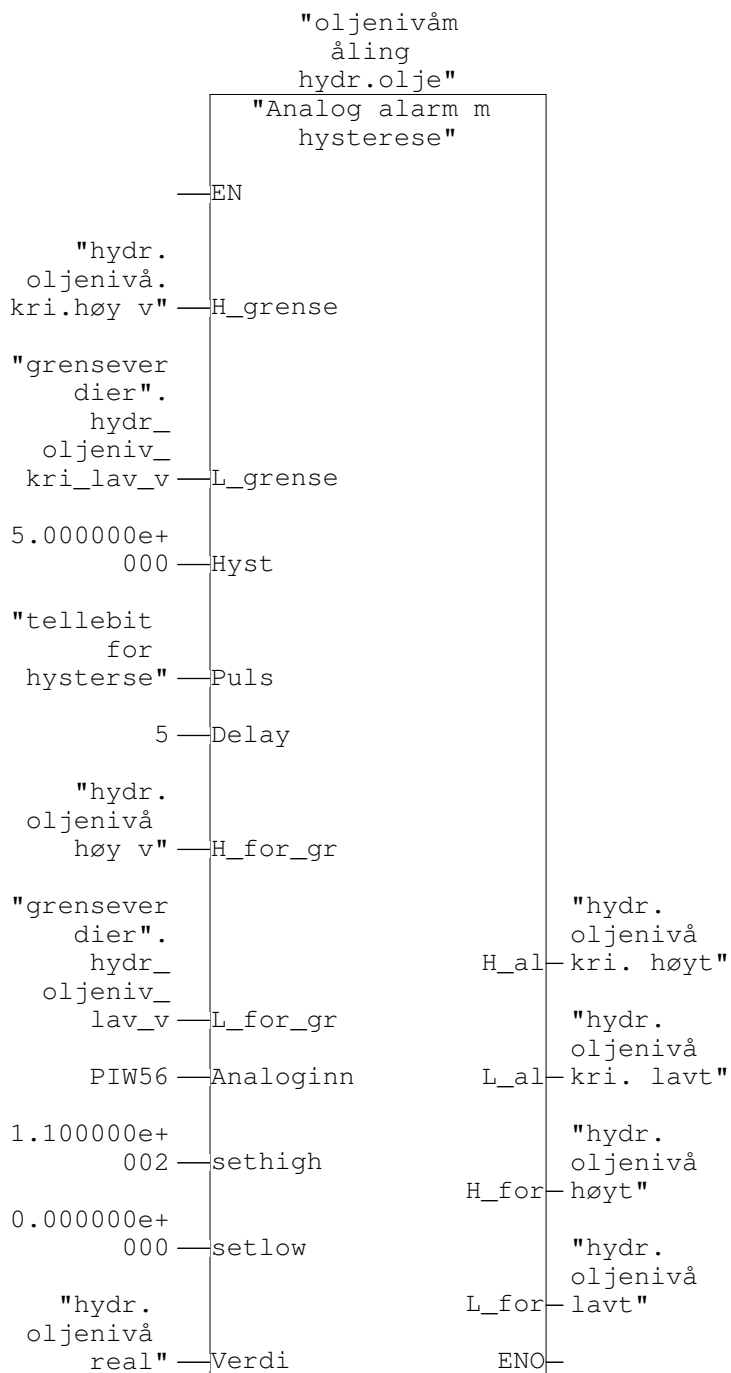 "oljenivåm
åling
hydr.olje"
"Analog alarm m
hysterese"
EN
"hydr.
oljenivå.
kri.høy v"
H_grense
"grensever
dier".
hydr_
oljeniv_
kri_lav_v
L_grense
5.000000e+
000
Hyst
"tellebit
for
hysterse"
Puls
5
Delay
"hydr.
oljenivå
høy v"
H_for_gr
"grensever
dier".
hydr_
oljeniv_
lav_v
L_for_gr
"hydr.
oljenivå
kri. høyt"
H_al
PIW56
Analoginn
"hydr.
oljenivå
kri. lavt"
L_al
1.100000e+
002
sethigh
"hydr.
oljenivå
høyt"
H_for
0.000000e+
000
setlow
"hydr.
oljenivå
lavt"
L_for
"hydr.
oljenivå
real"
Verdi
ENO